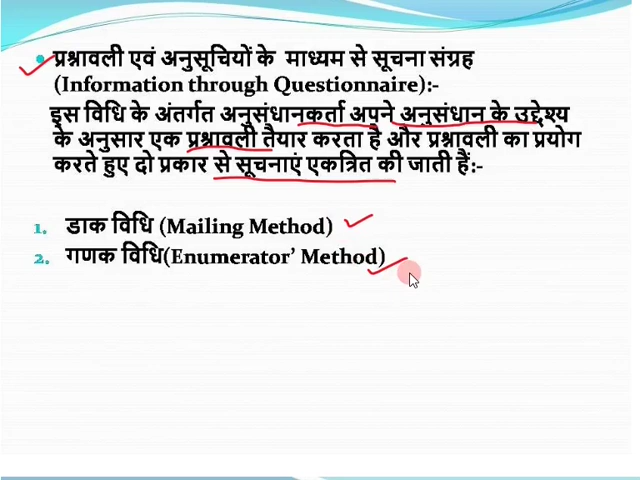 प्रश्नावली एवं अनुसूचियों के माध्यम से सूचना संग्रह
(Information through Questionnaire):-
इस विधि के अंतर्गत अनुसंधानकर्ता अपने अनुसंधान के उद्देश्य
के अनुसार एक प्रश्नावली तैयार करता है और प्रश्नावली का प्रयोग
करते हुए दो प्रकार से सूचनाएं एकत्रित की जाती हैं:-
1. डाक विधि (Mailing Method)
2. गणक विधि(Enumerator’ Method)